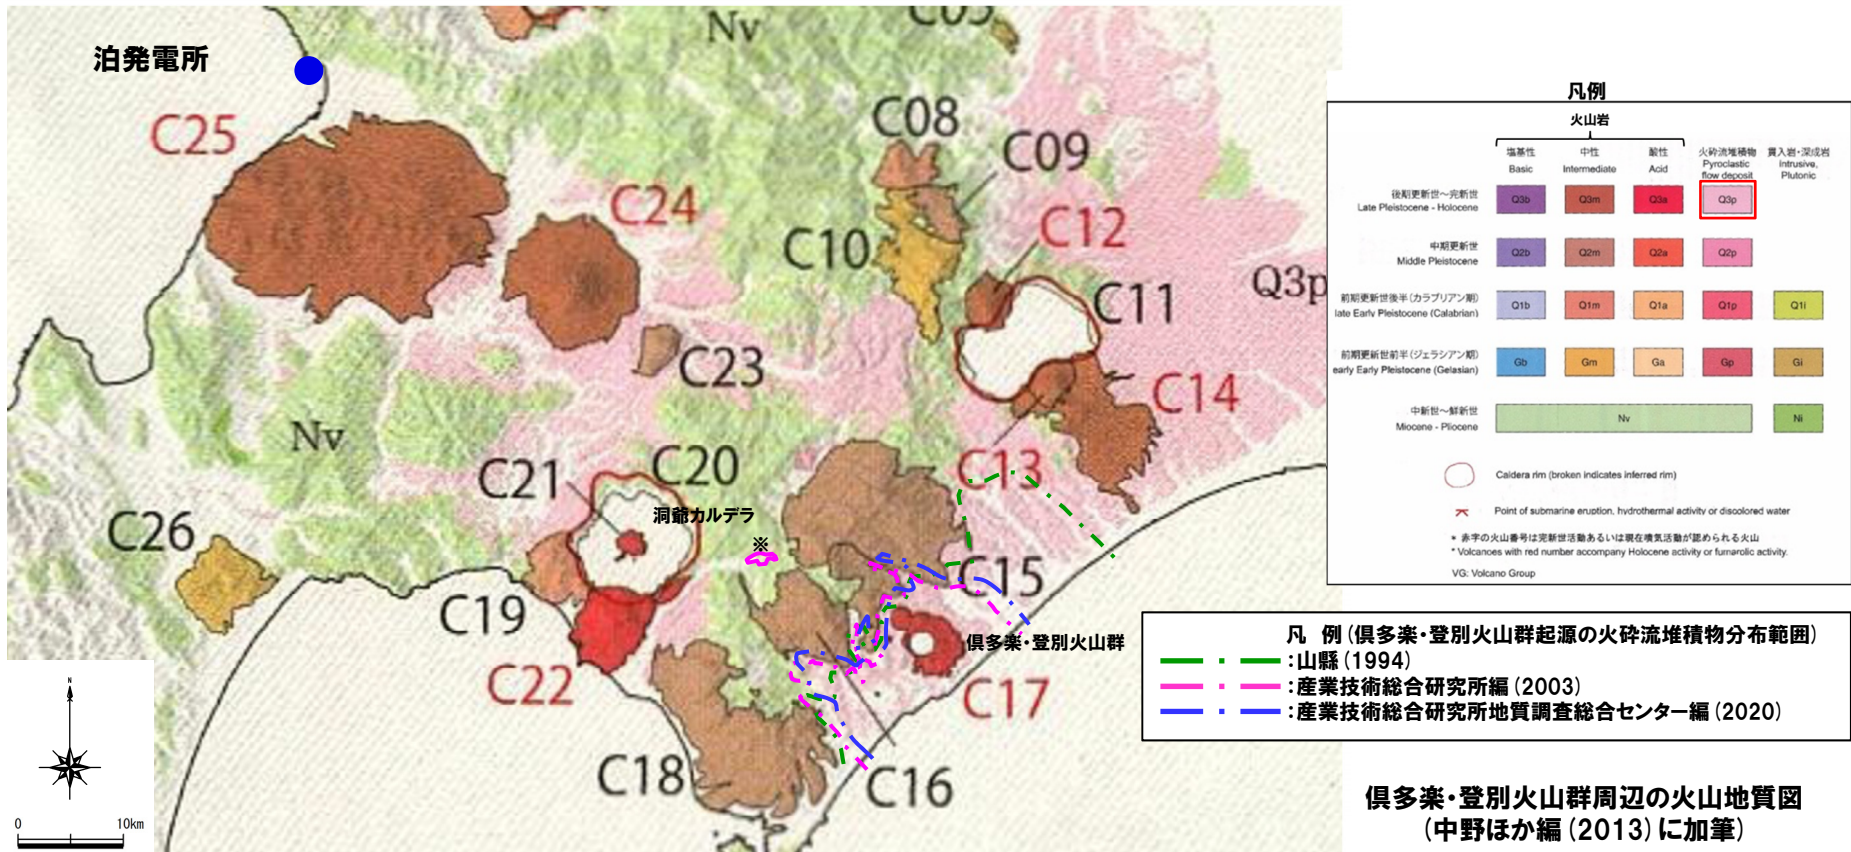 泊発電所
C05
Nv
C25
C08
C09
C24
C12
C10
C11
Q3p
C23
C14
Nv
C20
C21
C13
洞爺カルデラ
C26
※
C15
C19
倶多楽・登別火山群
C22
C17
C18
C16
N
0 10km
凡例
火山岩
塩基性 中性 酸性 火砕流堆積物 貫入岩・深成岩
Basic Intermediate Acid Pyroclastic flow deposit Intrusive, Plutonic
後期更新世~完新世
Late Pleistocene - Holocene
Q3b Q3m Q3a Q3p
中期更新世
Middle Pleistocene
Q2b Q2m Q2a Q2p
前期更新世後半(カラブリアン期)
late Early Pleistocene (Calabrian)
Q1b Q1m Q1a Q1p Q1i
前期更新世前半(ジェラシアン期)
early Early Pleistocene (Gelasian)
Gb Gm Ga Gp Gi
中新世~鮮新世
Miocene - Pliocene
Nv Ni
Caldera rim (broken indicates inferred rim)
Point of submarine eruption, hydrothermal activity or discolored water
* 赤字の火山番号は完新世活動あるいは現在噴気活動が認められる火山
* Volcanoes with red number accompany Holocene activity or fumarolic activity.
VG: Volcano Group
凡 例(倶多楽・登別火山群起源の火砕流堆積物分布範囲)
:山縣(1994)
:産業技術総合研究所編(2003)
:産業技術総合研究所地質調査総合センター編(2020)
倶多楽・登別火山群周辺の火山地質図
(中野ほか編(2013)に加筆)